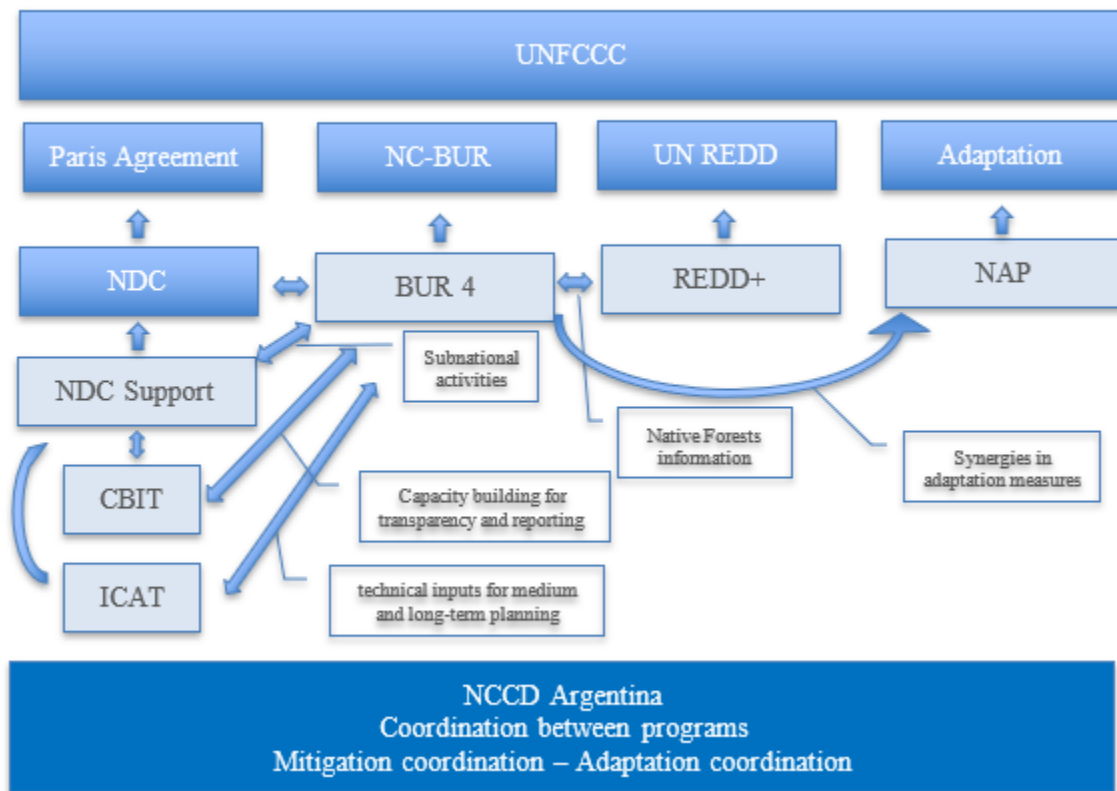 UNFCCC
Paris Agreement
NC-BUR
UN REDD
Adaptation
NDC
BUR 4
REDD+
NAP
NDC Support
Subnational
activities
Native Forests
information
Synergies in
adaptation measures
CBIT
Capacity building for
transparency and reporting
ICAT
technical inputs for medium
and long-term planning
NCCD Argentina
Coordination between programs
Mitigation coordination – Adaptation coordination